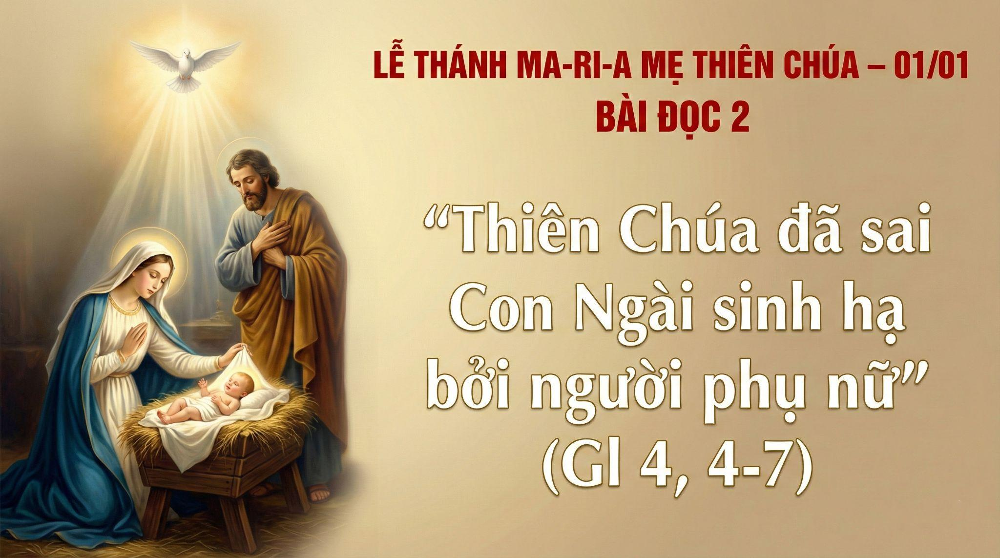 LỄ THÁNH MA-RI-A MẸ THIÊN CHÚA – 01/01
BÀI ĐỌC 2
“Thiên Chúa đã sai
Con Ngài sinh hạ
bởi người phụ nữ”
(Gl 4, 4-7)